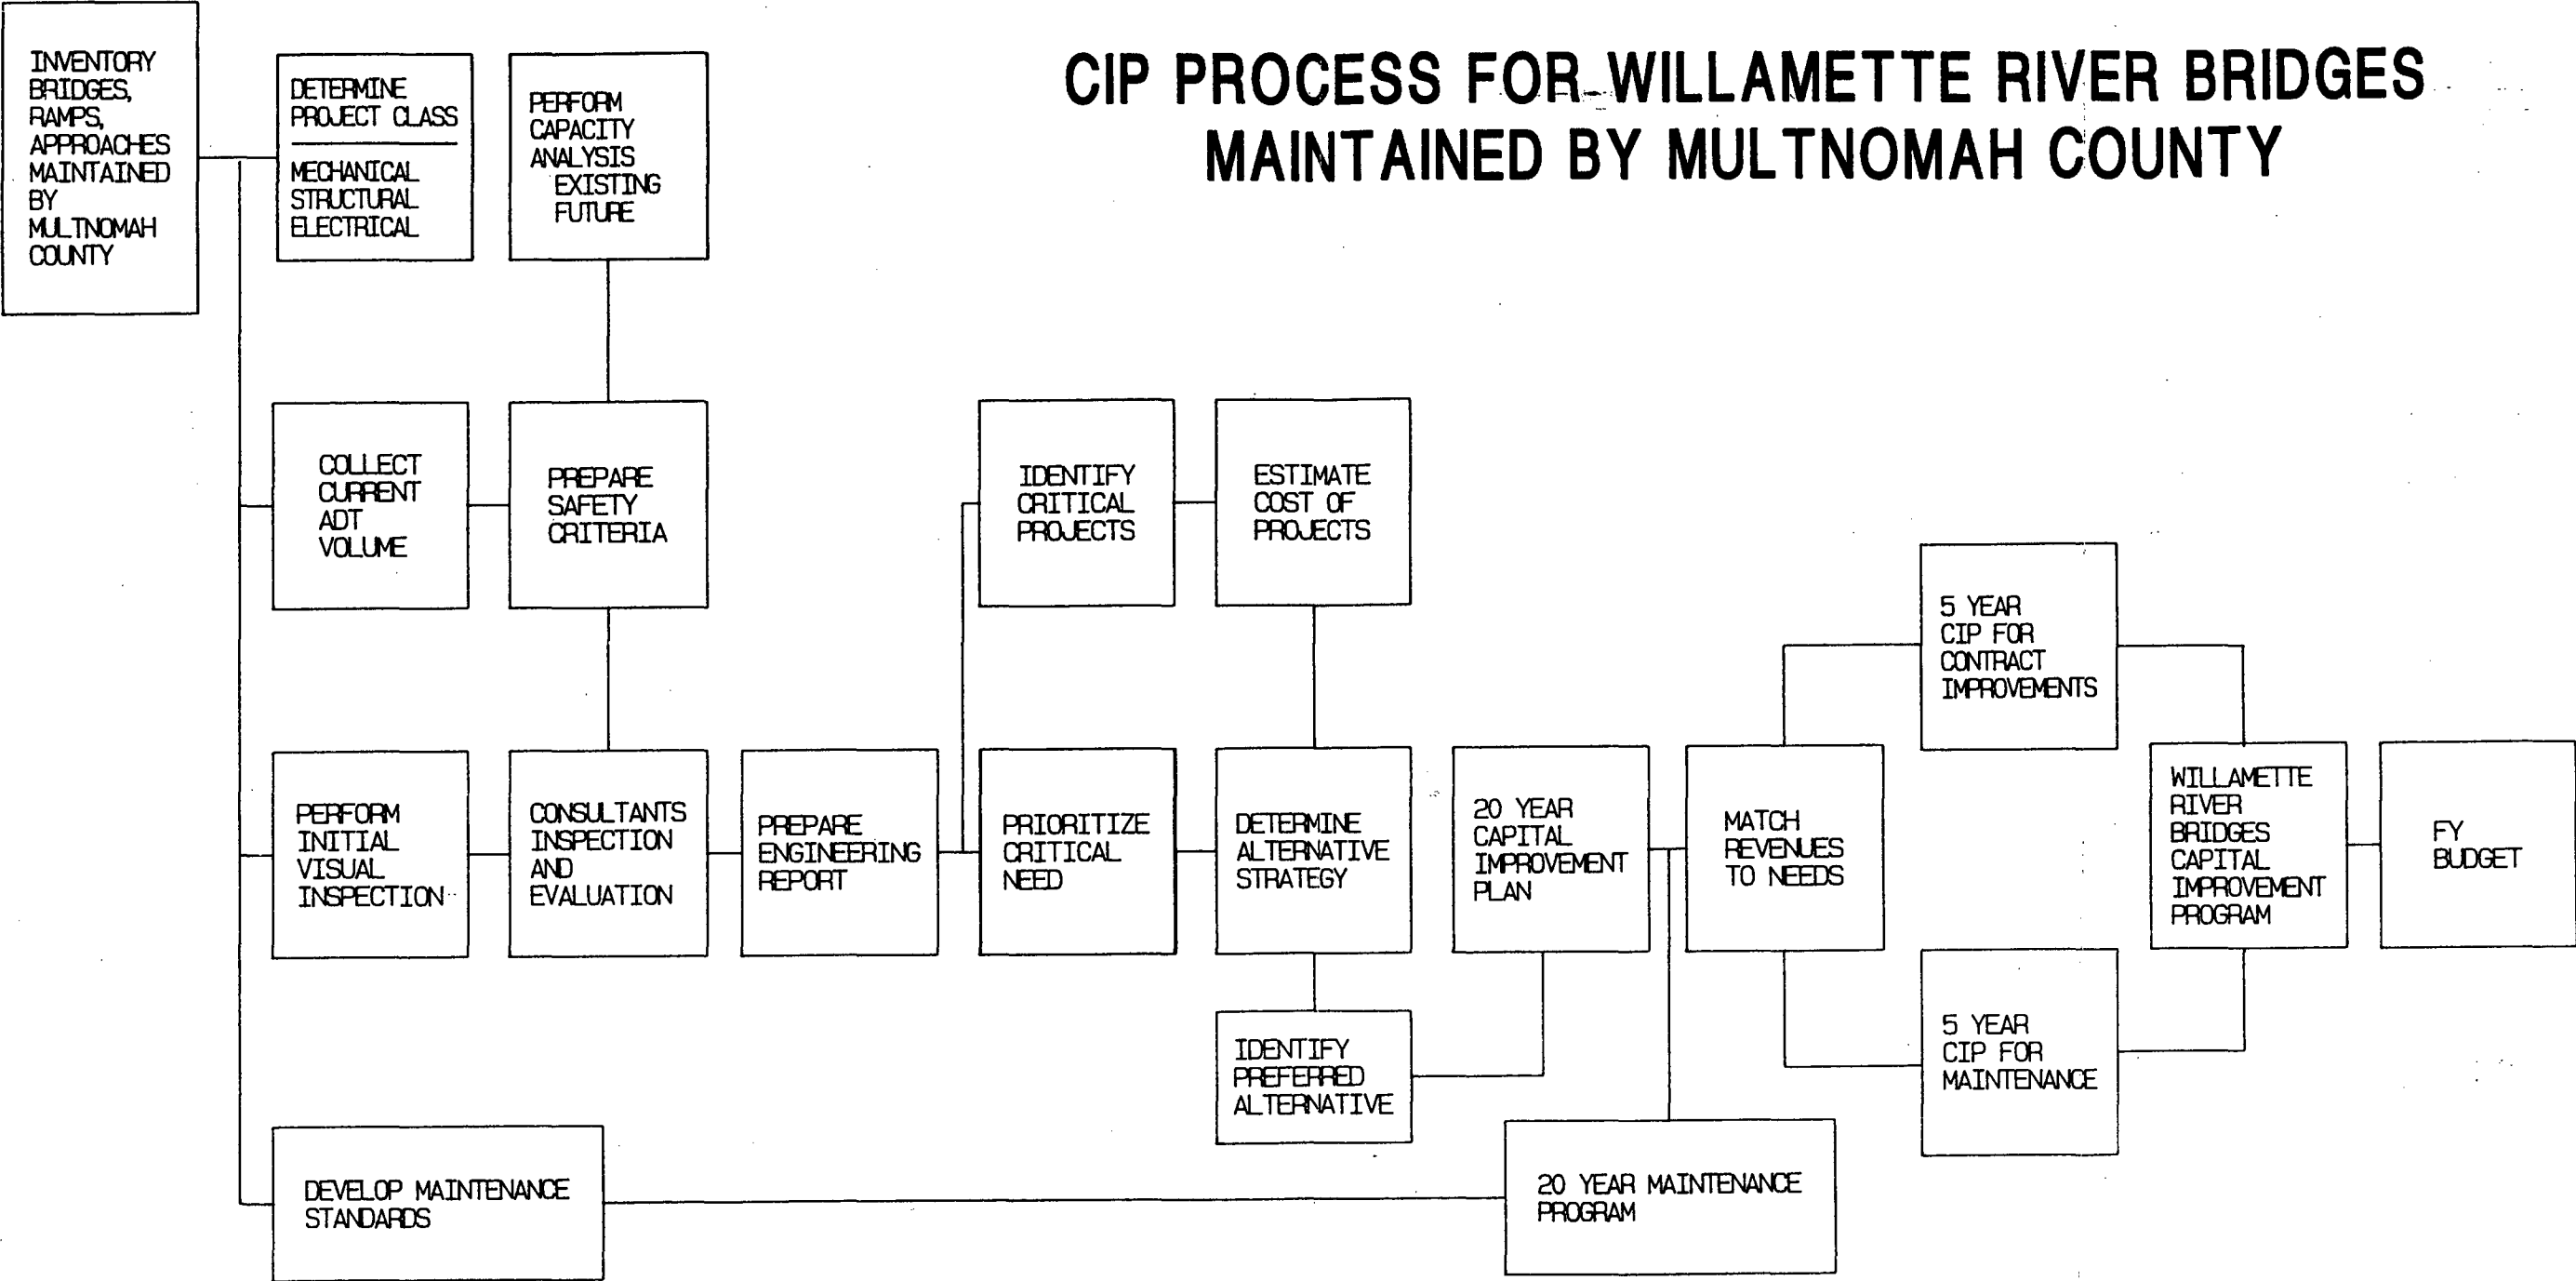 CIP PROCESS FOR WILLAMETTE RIVER BRIDGES
MAINTAINED BY MULTNOMAH COUNTY
INVENTORY
BRIDGES,
RAMPS,
APPROACHES
MAINTAINED
BY
MULTNOMAH
COUNTY
DETERMINE
PROJECT CLASS
MECHANICAL
STRUCTURAL
ELECTRICAL
PERFORM
CAPACITY
ANALYSIS
EXISTING
FUTURE
COLLECT
CURRENT
ADT
VOLUME
PREPARE
SAFETY
CRITERIA
IDENTIFY
CRITICAL
PROJECTS
ESTIMATE
COST OF
PROJECTS
PERFORM
INITIAL
VISUAL
INSPECTION
CONSULTANTS
INSPECTION
AND
EVALUATION
PREPARE
ENGINEERING
REPORT
PRIORITIZE
CRITICAL
NEED
DETERMINE
ALTERNATIVE
STRATEGY
20 YEAR
CAPITAL
IMPROVEMENT
PLAN
MATCH
REVENUES
TO NEEDS
5 YEAR
CIP FOR
CONTRACT
IMPROVEMENTS
WILLAMETTE
RIVER
BRIDGES
CAPITAL
IMPROVEMENT
PROGRAM
FY
BUDGET
IDENTIFY
PREFERRED
ALTERNATIVE
5 YEAR
CIP FOR
MAINTENANCE
DEVELOP MAINTENANCE
STANDARDS
20 YEAR MAINTENANCE
PROGRAM